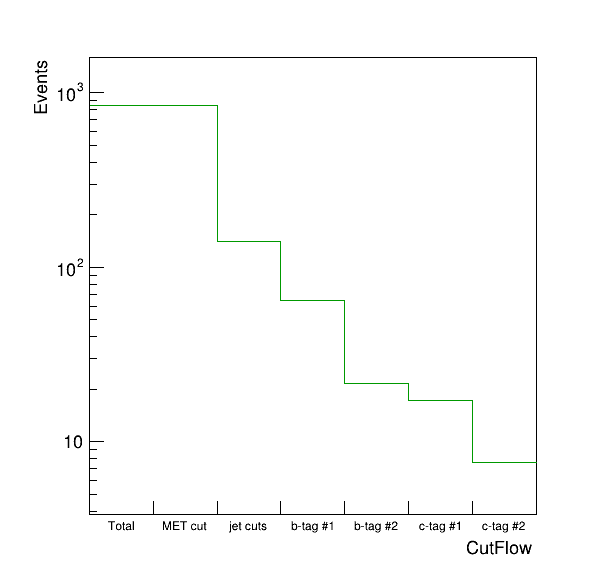 Events
10³
10²
10
Total MET cut jet cuts b-tag #1 b-tag #2 c-tag #1 c-tag #2
CutFlow